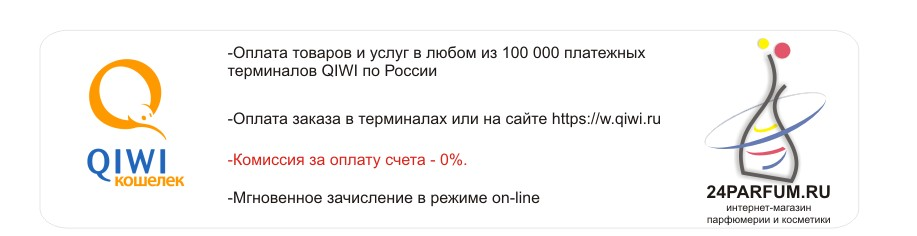 -Оплата товаров и услуг в любом из 100 000 платежных
терминалов QIWI по России
-Оплата заказа в терминалах или на сайте https://w.qiwi.ru
-Комиссия за оплату счета - 0%.
-Мгновенное зачисление в режиме on-line
QIWI
кошелек
24PARFUM.RU
интернет-магазин
парфюмерии и косметики